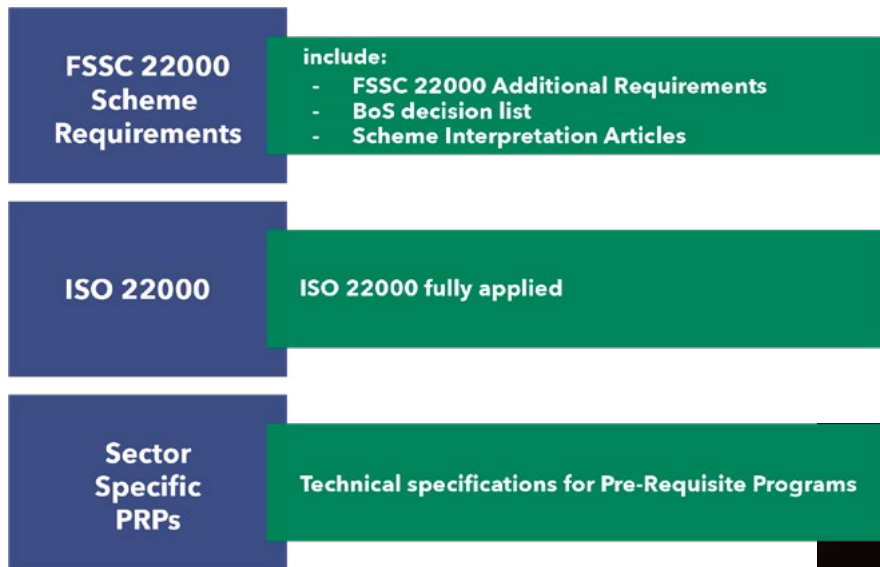 FSSC 22000
Scheme
Requirements
include:
- FSSC 22000 Additional Requirements
- BoS decision list
- Scheme Interpretation Articles
ISO 22000
ISO 22000 fully applied
Sector
Specific
PRPs
Technical specifications for Pre-Requisite Programs